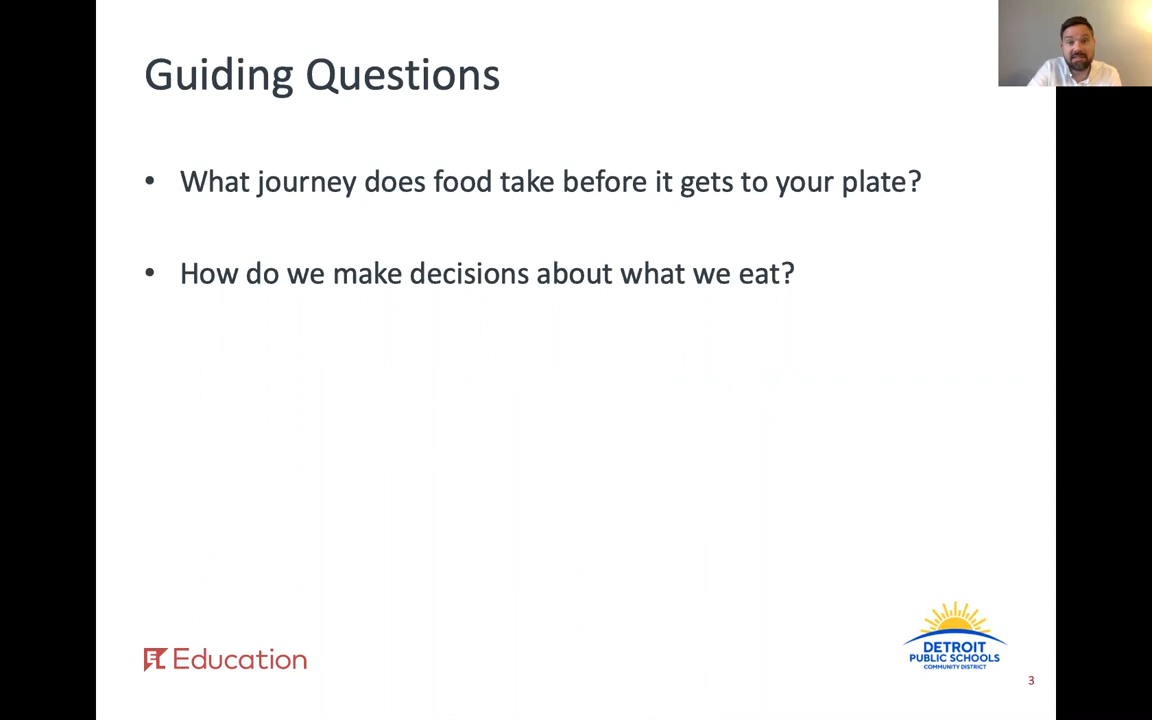 Guiding Questions
• What journey does food take before it gets to your plate?
• How do we make decisions about what we eat?
EL Education
DETROIT
PUBLIC SCHOOLS
COMMUNITY DISTRICT
3